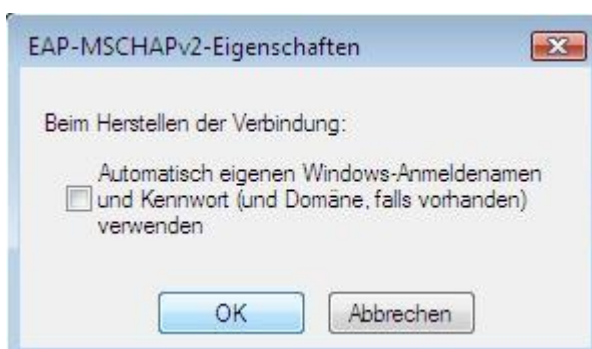 EAP-MSCHAPv2-Eigenschaften
Beim Herstellen der Verbindung:
Automatisch eigenen Windows-Anmeldenamen
und Kennwort (und Domäne, falls vorhanden)
verwenden
OK
Abbrechen